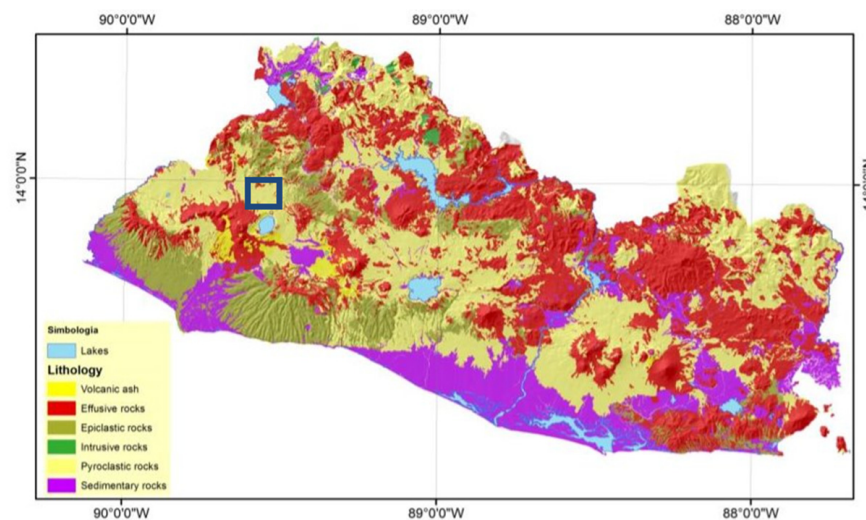 90°0'0"W 89°0'0"W 88°0'0"W
14°0'0"N
Simbologia
Lakes
Lithology
Volcanic ash
Effusive rocks
Epiclastic rocks
Intrusive rocks
Pyroclastic rocks
Sedimentary rocks
90°0'0"W 89°0'0"W 88°0'0"W